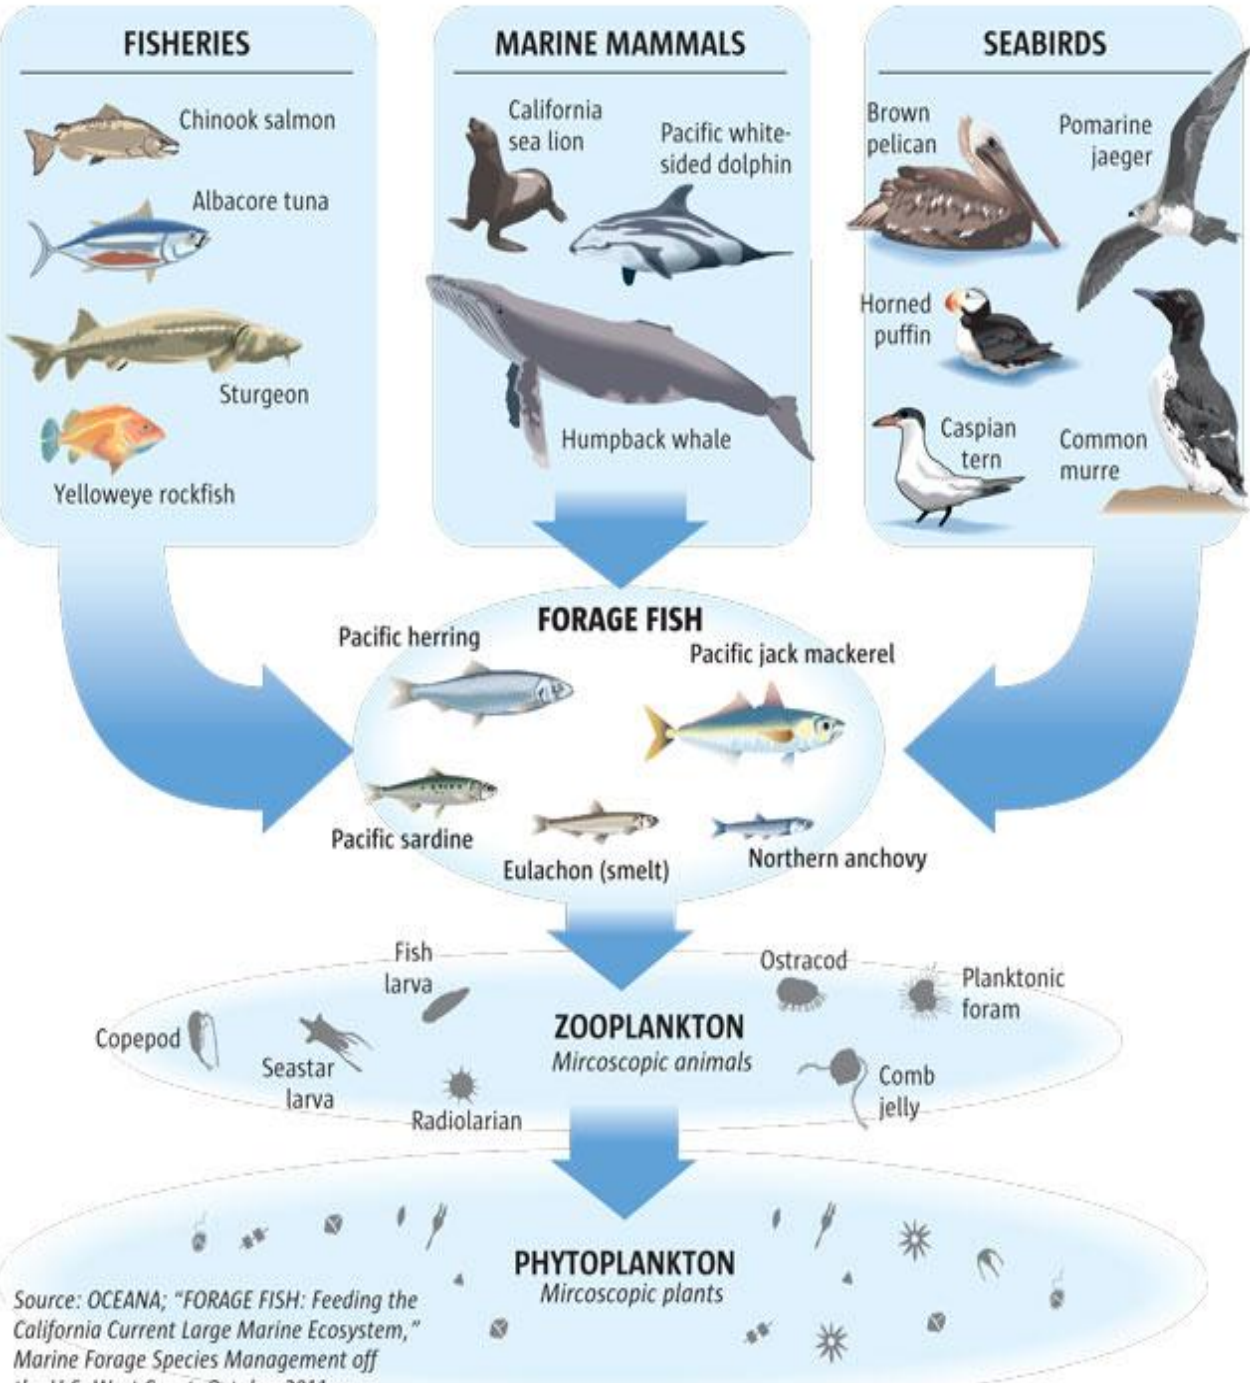 FISHERIES
Chinook salmon
Albacore tuna
Sturgeon
Yelloweye rockfish
MARINE MAMMALS
California
sea lion
Pacific white-
sided dolphin
Humpback whale
SEABIRDS
Brown
pelican
Pomarine
jaeger
Horned
puffin
Caspian
tern
Common
murre
FORAGE FISH
Pacific herring
Pacific jack mackerel
Pacific sardine
Eulachon (smelt)
Northern anchovy
Fish
larva
Ostracod
Planktonic
foram
Copepod
ZOOPLANKTON
Mircoscopic animals
Seastar
larva
Radiolarian
Comb
jelly
PHYTOPLANKTON
Mircoscopic plants
Source: OCEANA; "FORAGE FISH: Feeding the
California Current Large Marine Ecosystem,"
Marine Forage Species Management off